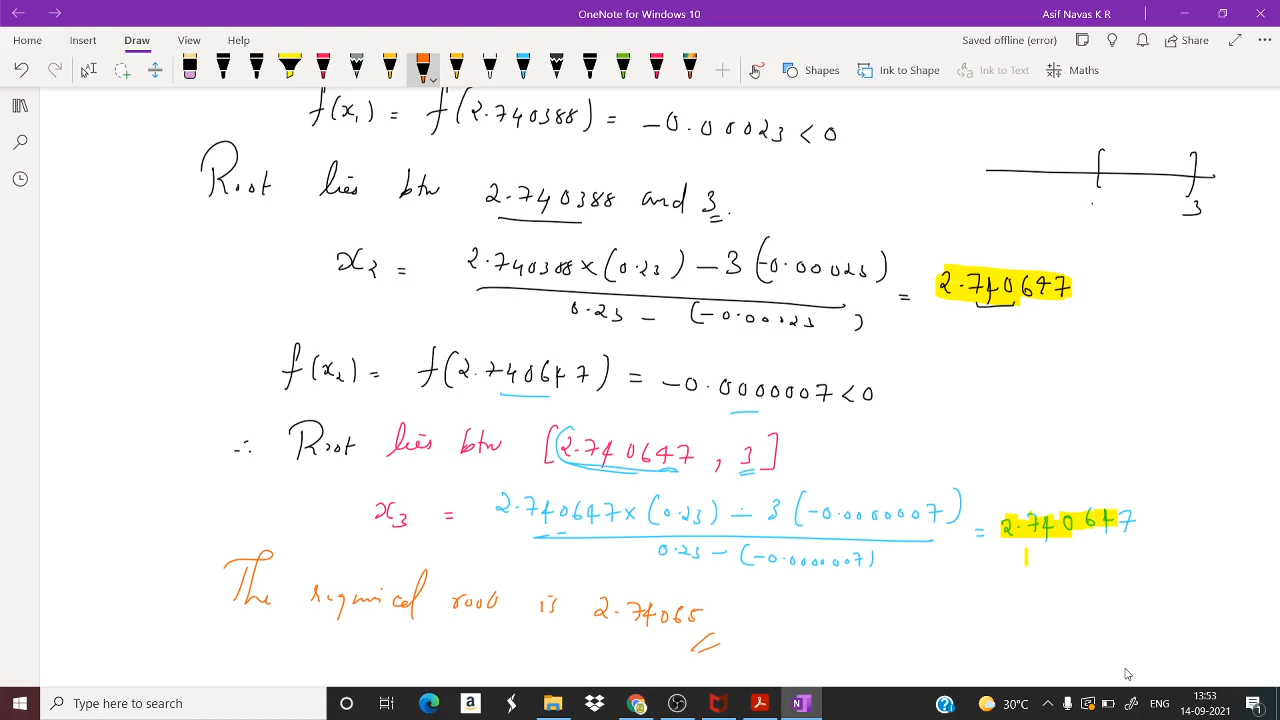 OneNote for Windows 10
Asif Navas K R
Home Insert Draw View Help
Saved offline (error)
Share
Shapes
Ink to Shape
Ink to Text
Maths
f(x₁) = f(2.740388) = -0.00023 < 0
Root lies btw 2.740388 and 3.
3
x₂ = 2.740388×(0.23) - 3(-0.00023) = 2.740647
0.23 - (-0.00023)
f(x₂) = f(2.740647) = -0.0000007 < 0
∴ Root lies btw [2.740647, 3]
x₃ = 2.740647×(0.23) - 3(-0.0000007) = 2.740647
0.23 - (-0.0000007)
The required root is 2.74065
Type here to search
a
30°C
ENG
13:53
14-09-2021